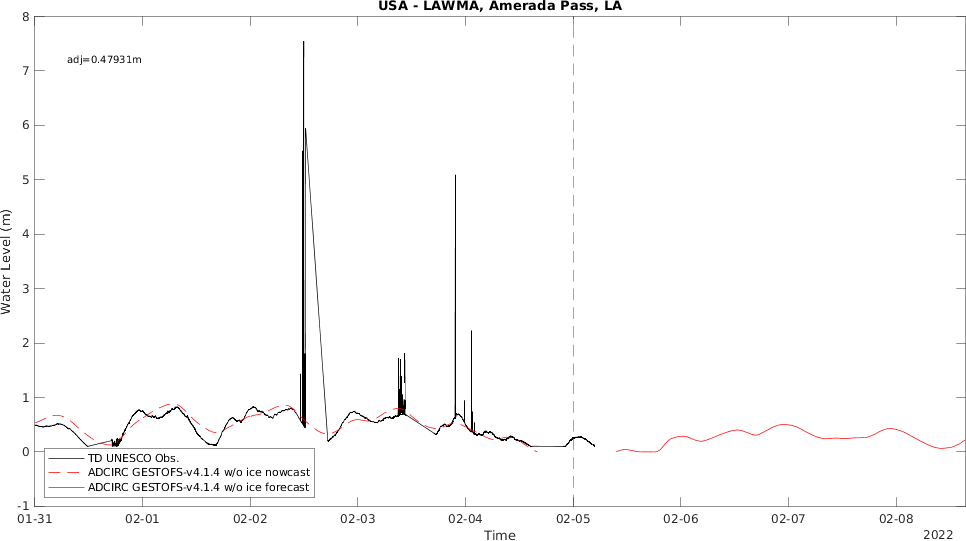 USA - LAWMA, Amerada Pass, LA
8
adj=0.47931m
7
6
5
4
3
2
1
0
-1
Water Level (m)
TD UNESCO Obs.
ADCIRC GESTOFS-v4.1.4 w/o ice nowcast
ADCIRC GESTOFS-v4.1.4 w/o ice forecast
01-31 02-01 02-02 02-03 02-04 02-05 02-06 02-07 02-08
Time
2022